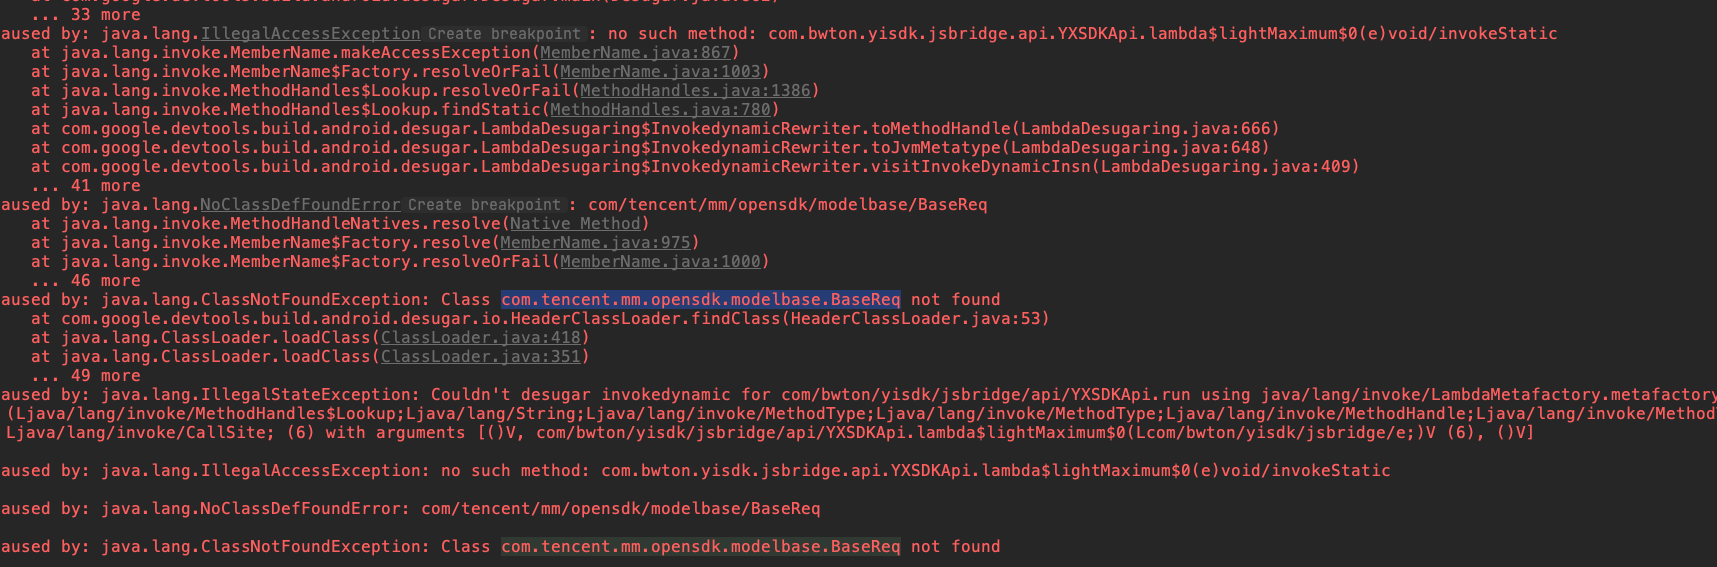 ... 33 more
aused by: java.lang.IllegalAccessException Create breakpoint : no such method: com.bwton.yisdk.jsbridge.api.YXSDKApi.lambda$lightMaximum$0(e)void/invokeStatic
at java.lang.invoke.MemberName.makeAccessException(MemberName.java:867)
at java.lang.invoke.MemberName$Factory.resolveOrFail(MemberName.java:1003)
at java.lang.invoke.MethodHandles$Lookup.resolveOrFail(MethodHandles.java:1386)
at java.lang.invoke.MethodHandles$Lookup.findStatic(MethodHandles.java:780)
at com.google.devtools.build.android.desugar.LambdaDesugaring$InvokedynamicRewriter.toMethodHandle(LambdaDesugaring.java:666)
at com.google.devtools.build.android.desugar.LambdaDesugaring$InvokedynamicRewriter.toJvmMetatype(LambdaDesugaring.java:648)
at com.google.devtools.build.android.desugar.LambdaDesugaring$InvokedynamicRewriter.visitInvokeDynamicInsn(LambdaDesugaring.java:409)
... 41 more
aused by: java.lang.NoClassDefFoundError Create breakpoint : com/tencent/mm/opensdk/modelbase/BaseReq
at java.lang.invoke.MethodHandleNatives.resolve(Native Method)
at java.lang.invoke.MemberName$Factory.resolve(MemberName.java:975)
at java.lang.invoke.MemberName$Factory.resolveOrFail(MemberName.java:1000)
... 46 more
aused by: java.lang.ClassNotFoundException: Class com.tencent.mm.opensdk.modelbase.BaseReq not found
at com.google.devtools.build.android.desugar.io.HeaderClassLoader.findClass(HeaderClassLoader.java:53)
at java.lang.ClassLoader.loadClass(ClassLoader.java:418)
at java.lang.ClassLoader.loadClass(ClassLoader.java:351)
... 49 more
aused by: java.lang.IllegalStateException: Couldn't desugar invokedynamic for com/bwton/yisdk/jsbridge/api/YXSDKApi.run using java/lang/invoke/LambdaMetafactory.metafactory
(Ljava/lang/invoke/MethodHandles$Lookup;Ljava/lang/String;Ljava/lang/invoke/MethodType;Ljava/lang/invoke/MethodType;Ljava/lang/invoke/MethodHandle;Ljava/lang/invoke/Method
Ljava/lang/invoke/CallSite; (6) with arguments [()V, com/bwton/yisdk/jsbridge/api/YXSDKApi.lambda$lightMaximum$0(Lcom/bwton/yisdk/jsbridge/e;)V (6), ()V]
aused by: java.lang.IllegalAccessException: no such method: com.bwton.yisdk.jsbridge.api.YXSDKApi.lambda$lightMaximum$0(e)void/invokeStatic
aused by: java.lang.NoClassDefFoundError: com/tencent/mm/opensdk/modelbase/BaseReq
aused by: java.lang.ClassNotFoundException: Class com.tencent.mm.opensdk.modelbase.BaseReq not found